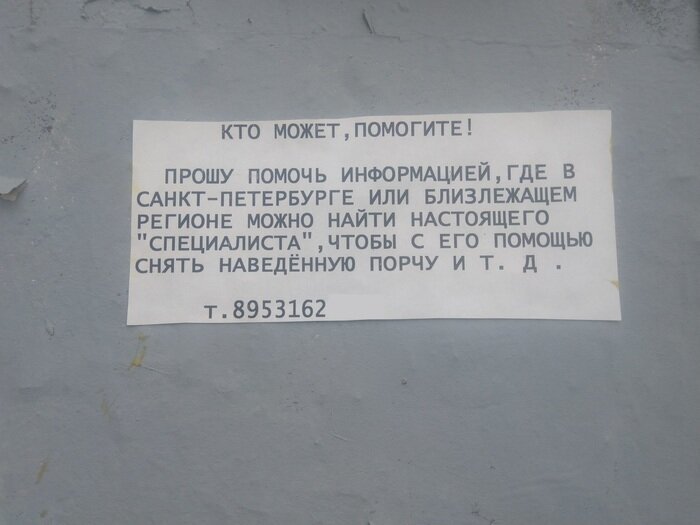 КТО МОЖЕТ,ПОМОГИТЕ!
ПРОШУ ПОМОЧЬ ИНФОРМАЦИЕЙ,ГДЕ В
САНКТ-ПЕТЕРБУРГЕ ИЛИ БЛИЗЛЕЖАЩЕМ
РЕГИОНЕ МОЖНО НАЙТИ НАСТОЯЩЕГО
"СПЕЦИАЛИСТА",ЧТОБЫ С ЕГО ПОМОЩЬЮ
СНЯТЬ НАВЕДЁННУЮ ПОРЧУ И Т. Д .
т.8953162